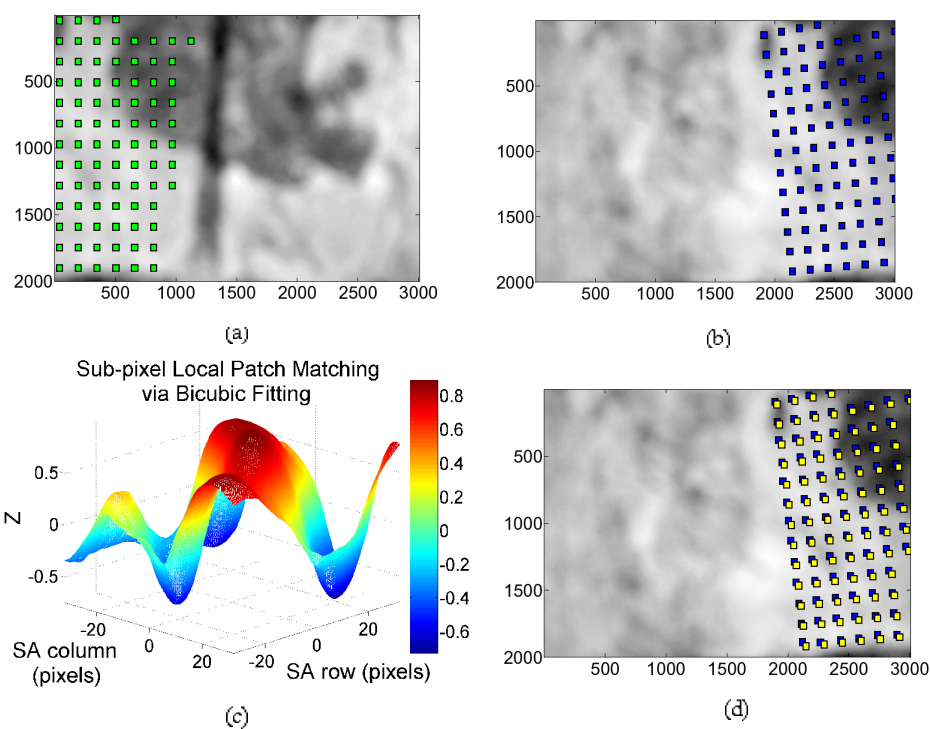 500
1000
1500
2000
0 500 1000 1500 2000 2500 3000
(a)
500
1000
1500
2000
500 1000 1500 2000 2500 3000
(b)
Sub-pixel Local Patch Matching
via Bicubic Fitting
0.5
0
-0.5
Z
-20
0
20
SA column
(pixels)
-20
0
20
SA row (pixels)
0.8
0.6
0.4
0.2
0
-0.2
-0.4
-0.6
(c)
500
1000
1500
2000
0 500 1000 1500 2000 2500 3000
(d)